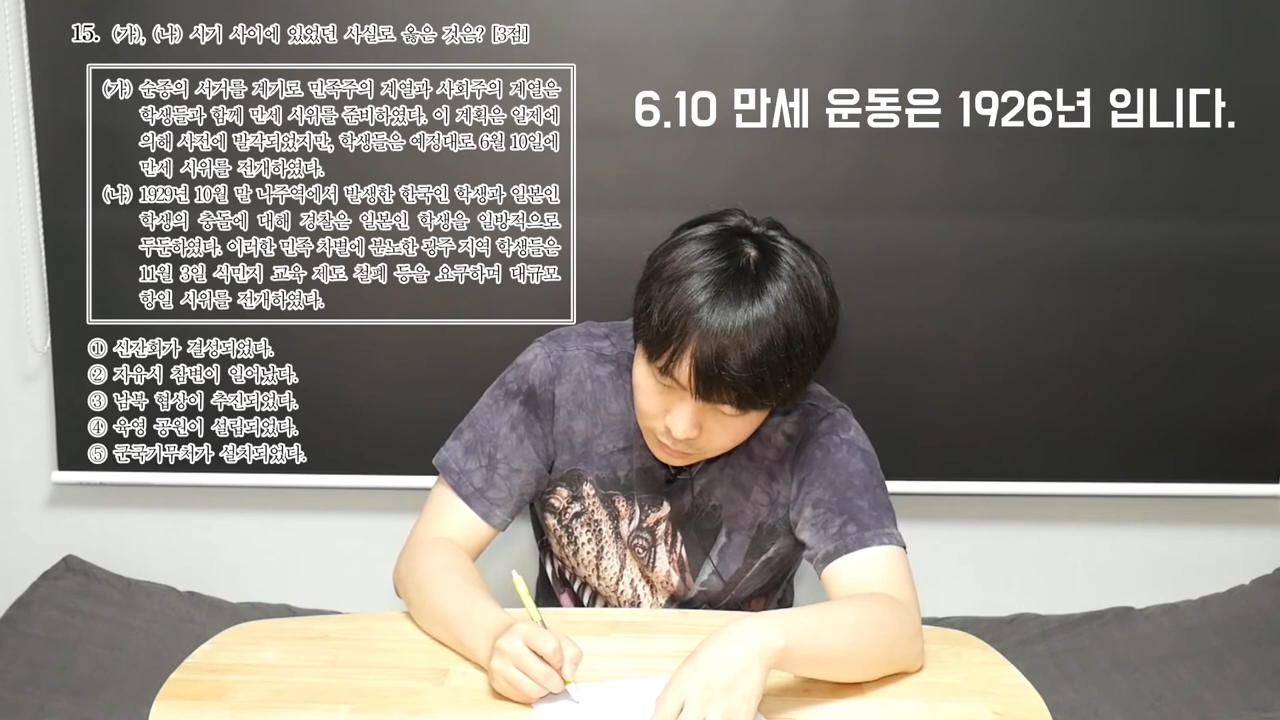 15. (가), (나) 시기 사이에 있었던 사실로 옳은 것은? [3점]
6.10 만세 운동은 1926년 입니다.
(가) 순종의 서거를 계기로 민족주의 계열과 사회주의 계열은
학생들과 함께 만세 시위를 준비하였다. 이 계획은 일제에
의해 사전에 발각되었지만, 학생들은 예정대로 6월 10일에
만세 시위를 전개하였다.
(나) 1929년 10월 말 나주역에서 발생한 한국인 학생과 일본인
학생의 충돌에 대해 경찰은 일본인 학생을 일방적으로
두둔하였다. 이러한 민족 차별에 분노한 광주 지역 학생들은
11월 3일 식민지 교육 제도 철폐 등을 요구하며 대규모
항일 시위를 전개하였다.
① 신간회가 결성되었다.
② 자유시 참변이 일어났다.
③ 남북 협상이 추진되었다.
④ 육영 공원이 설립되었다.
⑤ 군국기무처가 설치되었다.